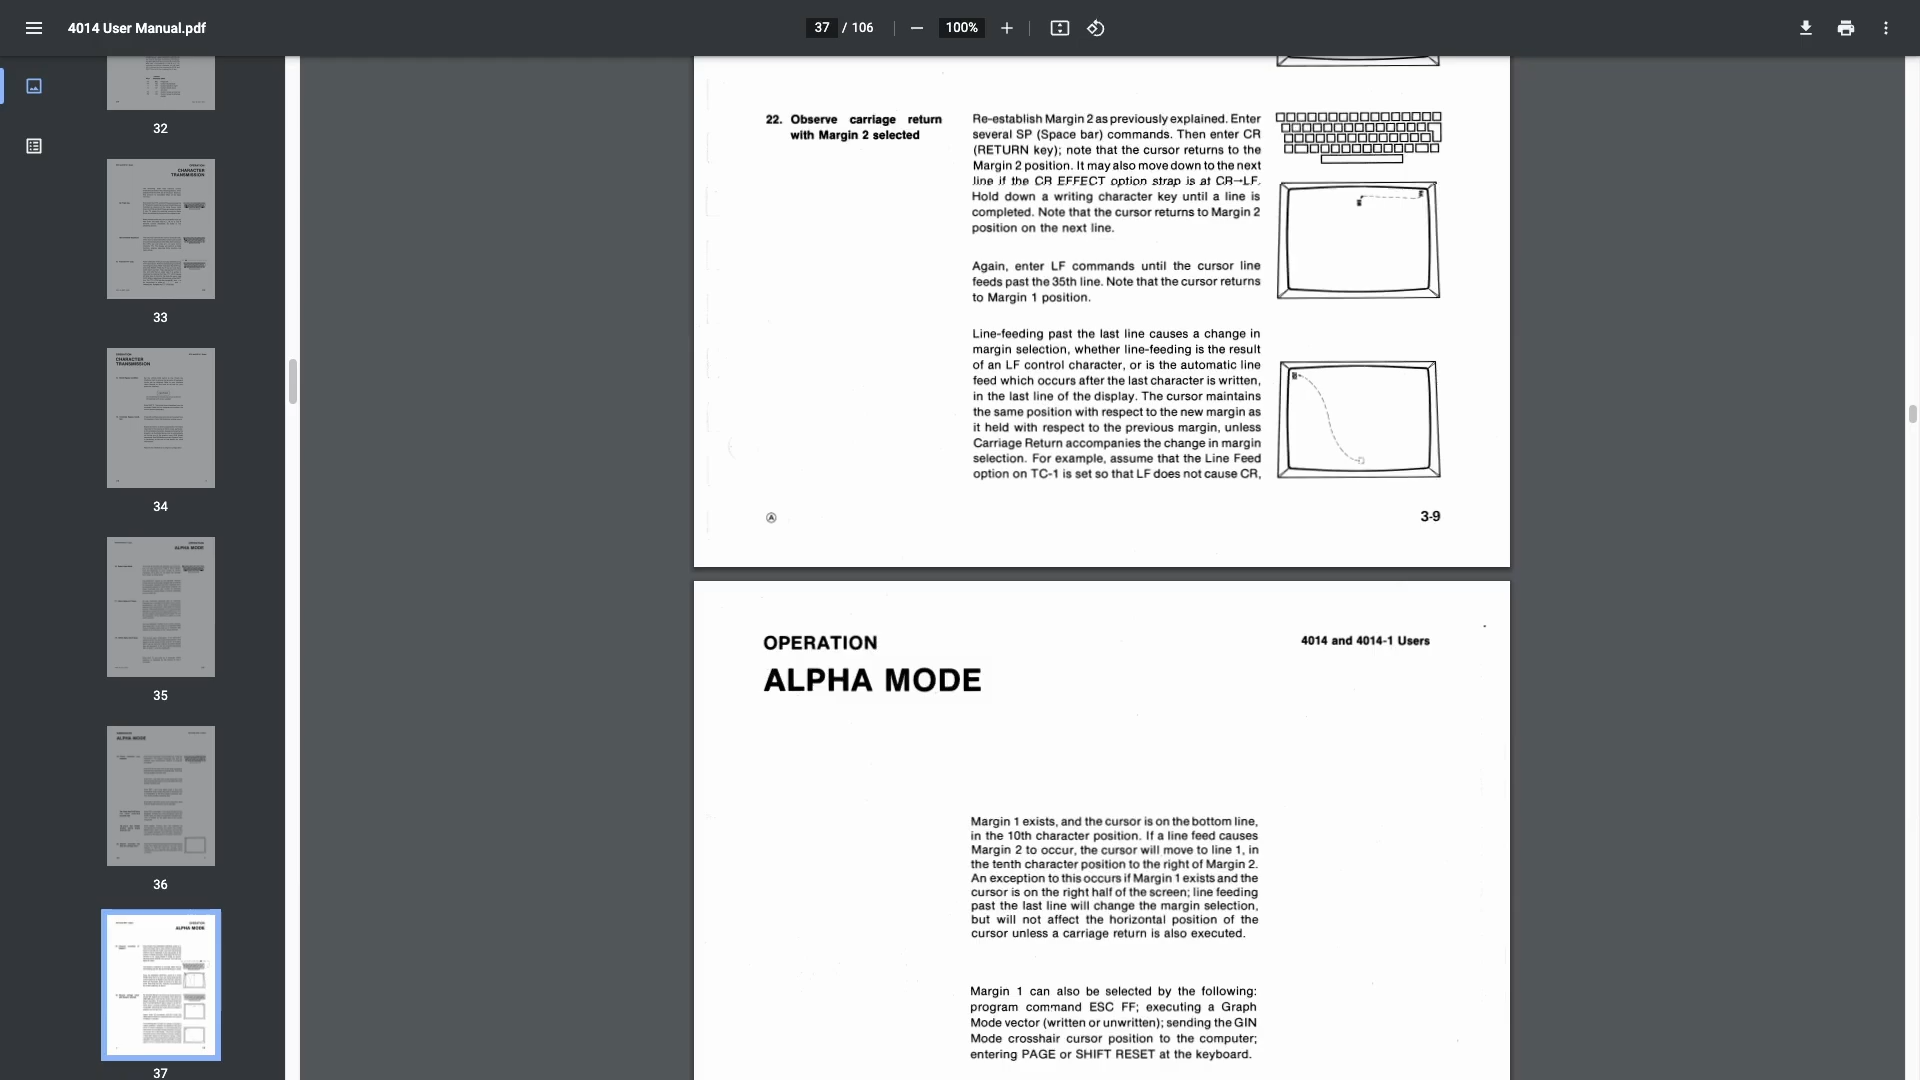 4014 User Manual.pdf
37 / 106
100%
32
33
34
35
36
37
22. Observe carriage return
with Margin 2 selected
Re-establish Margin 2 as previously explained. Enter
several SP (Space bar) commands. Then enter CR
(RETURN key); note that the cursor returns to the
Margin 2 position. It may also move down to the next
line if the CR EFFECT option strap is at CR→LF.
Hold down a writing character key until a line is
completed. Note that the cursor returns to Margin 2
position on the next line.
Again, enter LF commands until the cursor line
feeds past the 35th line. Note that the cursor returns
to Margin 1 position.
Line-feeding past the last line causes a change in
margin selection, whether line-feeding is the result
of an LF control character, or is the automatic line
feed which occurs after the last character is written,
in the last line of the display. The cursor maintains
the same position with respect to the new margin as
it held with respect to the previous margin, unless
Carriage Return accompanies the change in margin
selection. For example, assume that the Line Feed
option on TC-1 is set so that LF does not cause CR,
Ⓐ
3-9
OPERATION
4014 and 4014-1 Users
ALPHA MODE
Margin 1 exists, and the cursor is on the bottom line,
in the 10th character position. If a line feed causes
Margin 2 to occur, the cursor will move to line 1, in
the tenth character position to the right of Margin 2.
An exception to this occurs if Margin 1 exists and the
cursor is on the right half of the screen; line feeding
past the last line will change the margin selection,
but will not affect the horizontal position of the
cursor unless a carriage return is also executed.
Margin 1 can also be selected by the following:
program command ESC FF; executing a Graph
Mode vector (written or unwritten); sending the GIN
Mode crosshair cursor position to the computer;
entering PAGE or SHIFT RESET at the keyboard.
OPERATION
CHARACTER
TRANSMISSION
OPERATION
CHARACTER
TRANSMISSION
OPERATION
ALPHA MODE
OPERATION
ALPHA MODE
OPERATION
ALPHA MODE